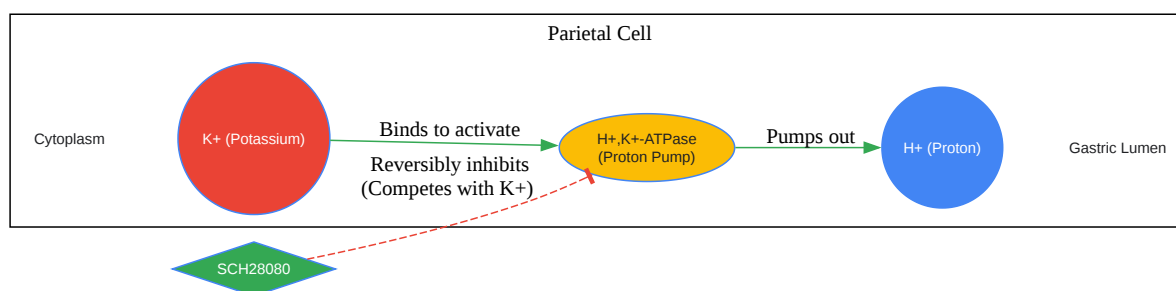 Parietal Cell
Cytoplasm
K+ (Potassium)
Binds to activate
Reversibly inhibits
(Competes with K+)
H+,K+-ATPase
(Proton Pump)
Pumps out
H+ (Proton)
Gastric Lumen
SCH28080